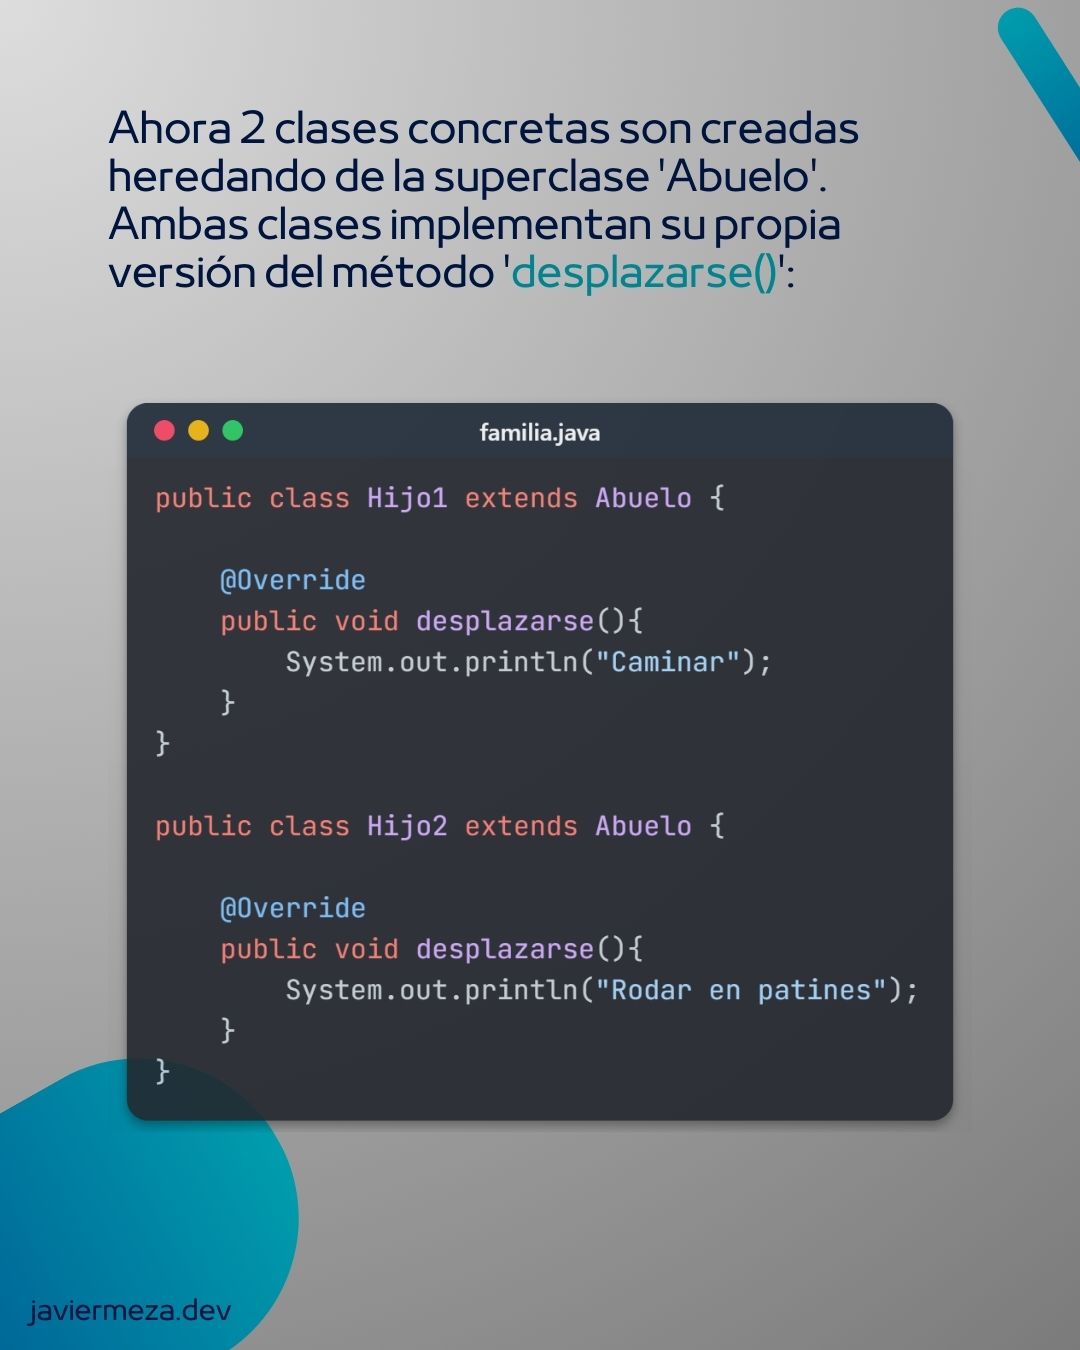 Ahora 2 clases concretas son creadas
heredando de la superclase 'Abuelo'.
Ambas clases implementan su propia
versión del método 'desplazarse()':
familia.java
public class Hijo1 extends Abuelo {
@Override
public void desplazarse(){
System.out.println("Caminar");
}
}
public class Hijo2 extends Abuelo {
@Override
public void desplazarse(){
System.out.println("Rodar en patines");
}
}
javiermeza.dev